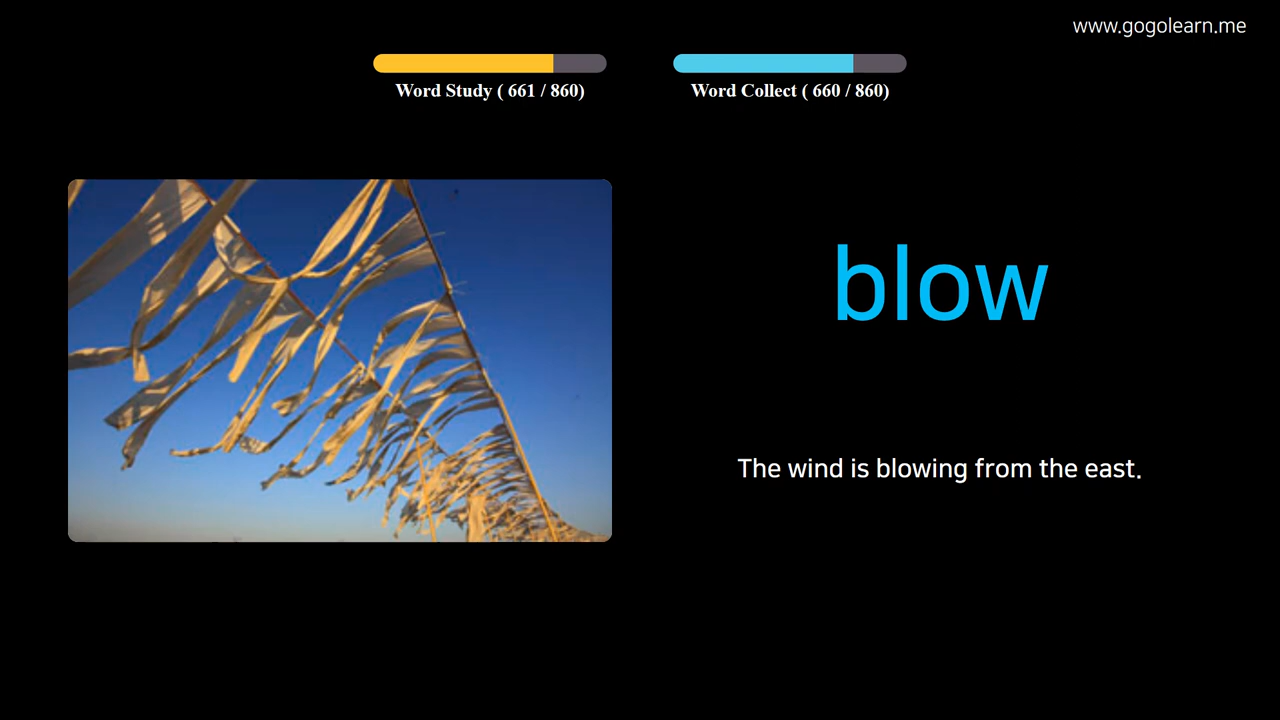 www.gogolearn.me
Word Study ( 661 / 860)
Word Collect ( 660 / 860)
blow
The wind is blowing from the east.